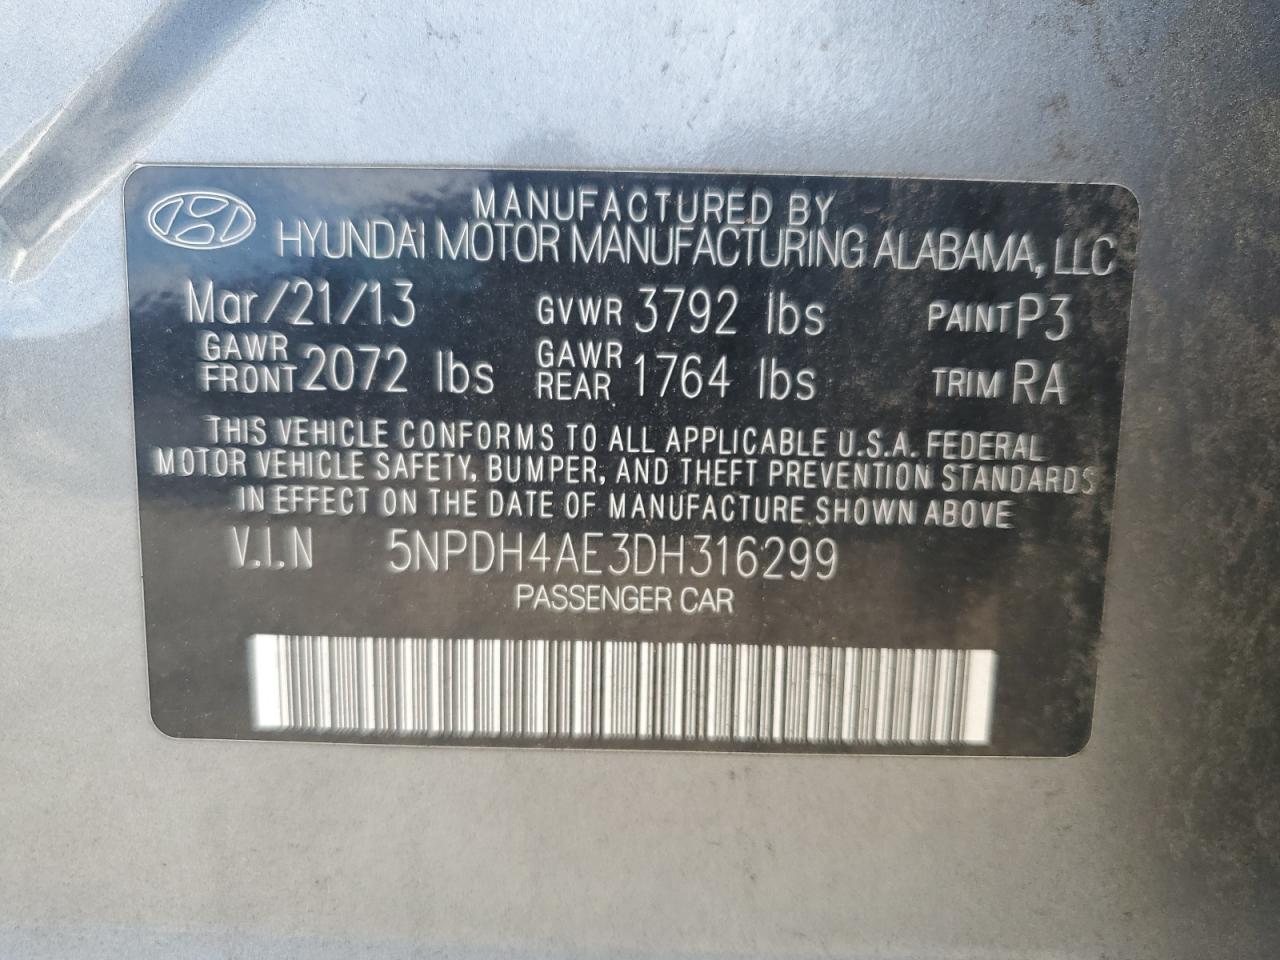 MANUFACTURED BY
HYUNDAI MOTOR MANUFACTURING ALABAMA, LLC
Mar/21/13 GVWR 3792 lbs PAINT P3
GAWR FRONT 2072 lbs GAWR REAR 1764 lbs TRIM RA
THIS VEHICLE CONFORMS TO ALL APPLICABLE U.S.A. FEDERAL
MOTOR VEHICLE SAFETY, BUMPER, AND THEFT PREVENTION STANDARDS
IN EFFECT ON THE DATE OF MANUFACTURE SHOWN ABOVE
V.I.N 5NPDH4AE3DH316299
PASSENGER CAR